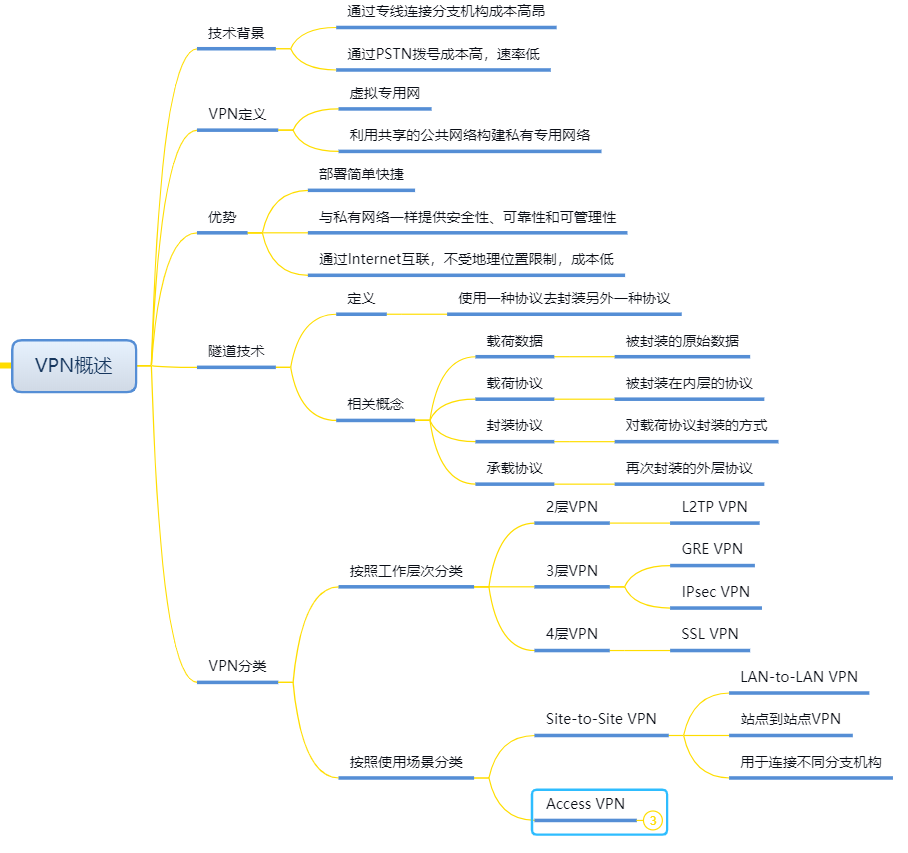 VPN概述
技术背景
通过专线连接分支机构成本高昂
通过PSTN拨号成本高，速率低
VPN定义
虚拟专用网
利用共享的公共网络构建私有专用网络
优势
部署简单快捷
与私有网络一样提供安全性、可靠性和可管理性
通过Internet互联，不受地理位置限制，成本低
隧道技术
定义
使用一种协议去封装另外一种协议
相关概念
载荷数据
被封装的原始数据
载荷协议
被封装在内层的协议
封装协议
对载荷协议封装的方式
承载协议
再次封装的外层协议
VPN分类
按照工作层次分类
2层VPN
L2TP VPN
3层VPN
GRE VPN
IPsec VPN
4层VPN
SSL VPN
按照使用场景分类
Site-to-Site VPN
LAN-to-LAN VPN
站点到站点VPN
用于连接不同分支机构
Access VPN
3